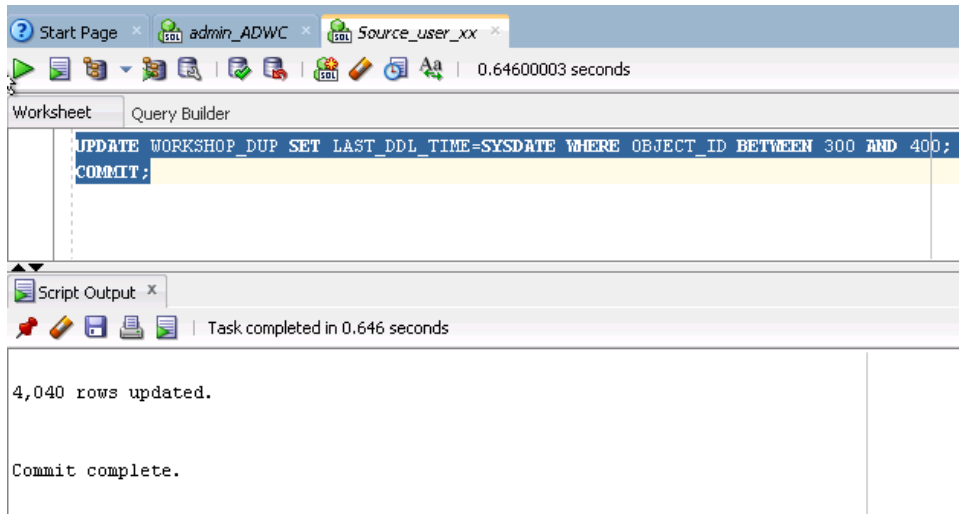 Start Page admin_ADWC Source_user_xx
0.64600003 seconds
Worksheet Query Builder
UPDATE WORKSHOP_DUP SET LAST_DDL_TIME=SYSDATE WHERE OBJECT_ID BETWEEN 300 AND 400;
COMMIT;
Script Output
Task completed in 0.646 seconds
4,040 rows updated.
Commit complete.